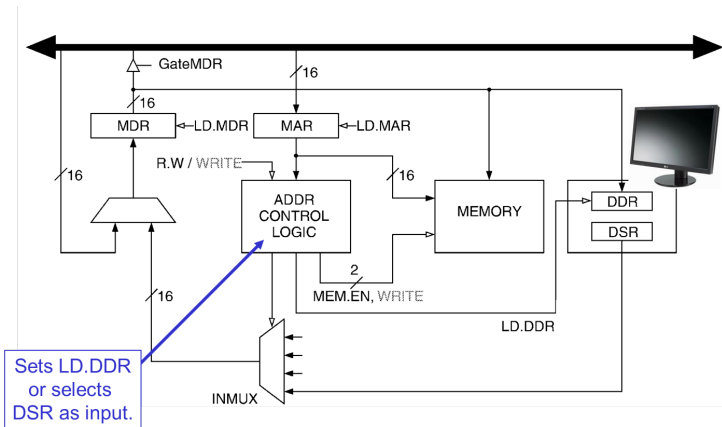 GateMDR
16
16
MDR
LD.MDR
MAR
LD.MAR
R.W / WRITE
16
16
ADDR
CONTROL
LOGIC
MEMORY
DDR
DSR
2
MEM.EN, WRITE
16
LD.DDR
Sets LD.DDR
or selects
DSR as input.
INMUX